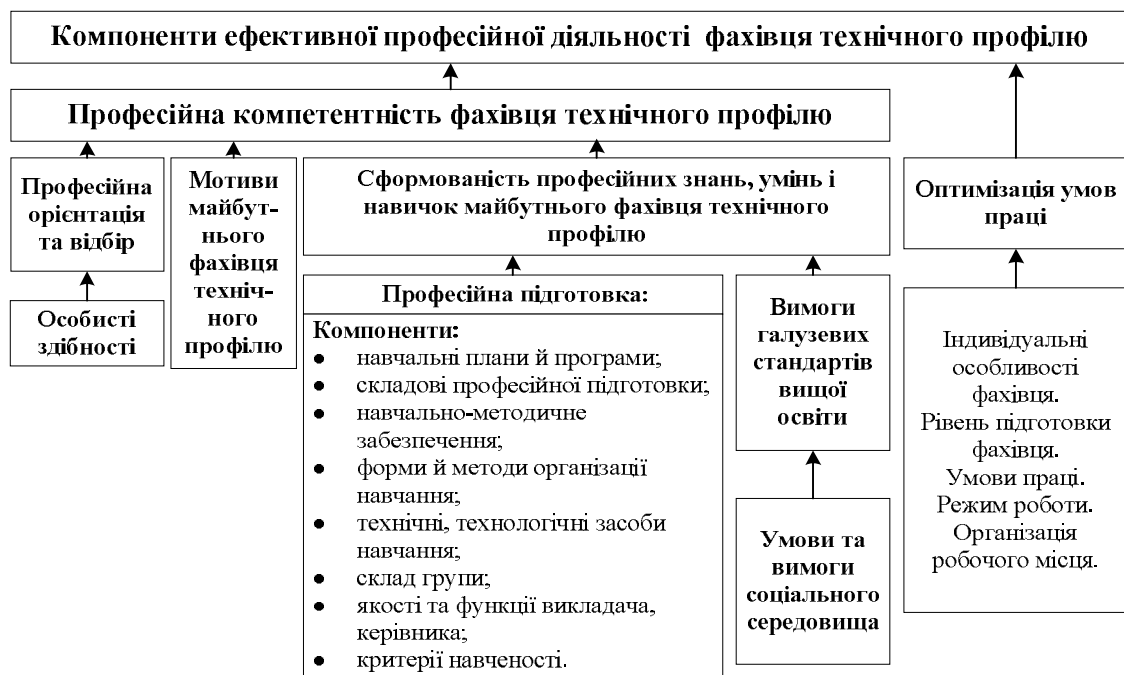 Компоненти ефективної професійної діяльності фахівця технічного профілю
Професійна компетентність фахівця технічного профілю
Професійна
орієнтація
та відбір
Особисті
здібності
Мотиви
майбут-
нього
фахівця
техніч-
ного
профілю
Сформованість професійних знань, умінь і
навичок майбутнього фахівця технічного
профілю
Професійна підготовка:
Компоненти:
● навчальні плани й програми;
● складові професійної підготовки;
● навчально-методичне
забезпечення;
● форми й методи організації
навчання;
● технічні, технологічні засоби
навчання;
● склад групи;
● якості та функції викладача,
керівника;
● критерії навченості.
Вимоги
галузевих
стандартів
вищої
освіти
Умови та
вимоги
соціального
середовища
Оптимізація умов
праці
Індивідуальні
особливості
фахівця.
Рівень підготовки
фахівця.
Умови праці.
Режим роботи.
Організація
робочого місця.